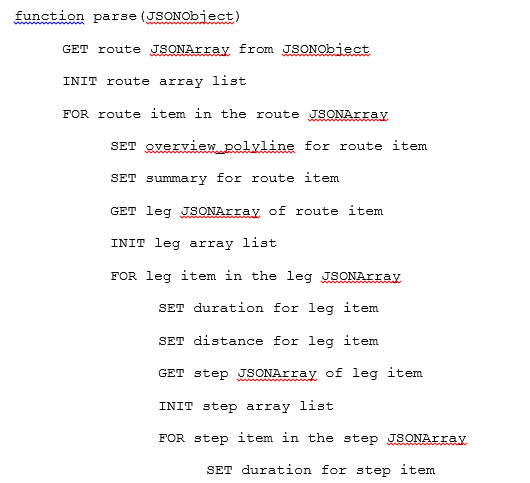 function parse(JSONObject)
GET route JSONArray from JSONObject
INIT route array list
FOR route item in the route JSONArray
SET overview_polyline for route item
SET summary for route item
GET leg JSONArray of route item
INIT leg array list
FOR leg item in the leg JSONArray
SET duration for leg item
SET distance for leg item
GET step JSONArray of leg item
INIT step array list
FOR step item in the step JSONArray
SET duration for step item